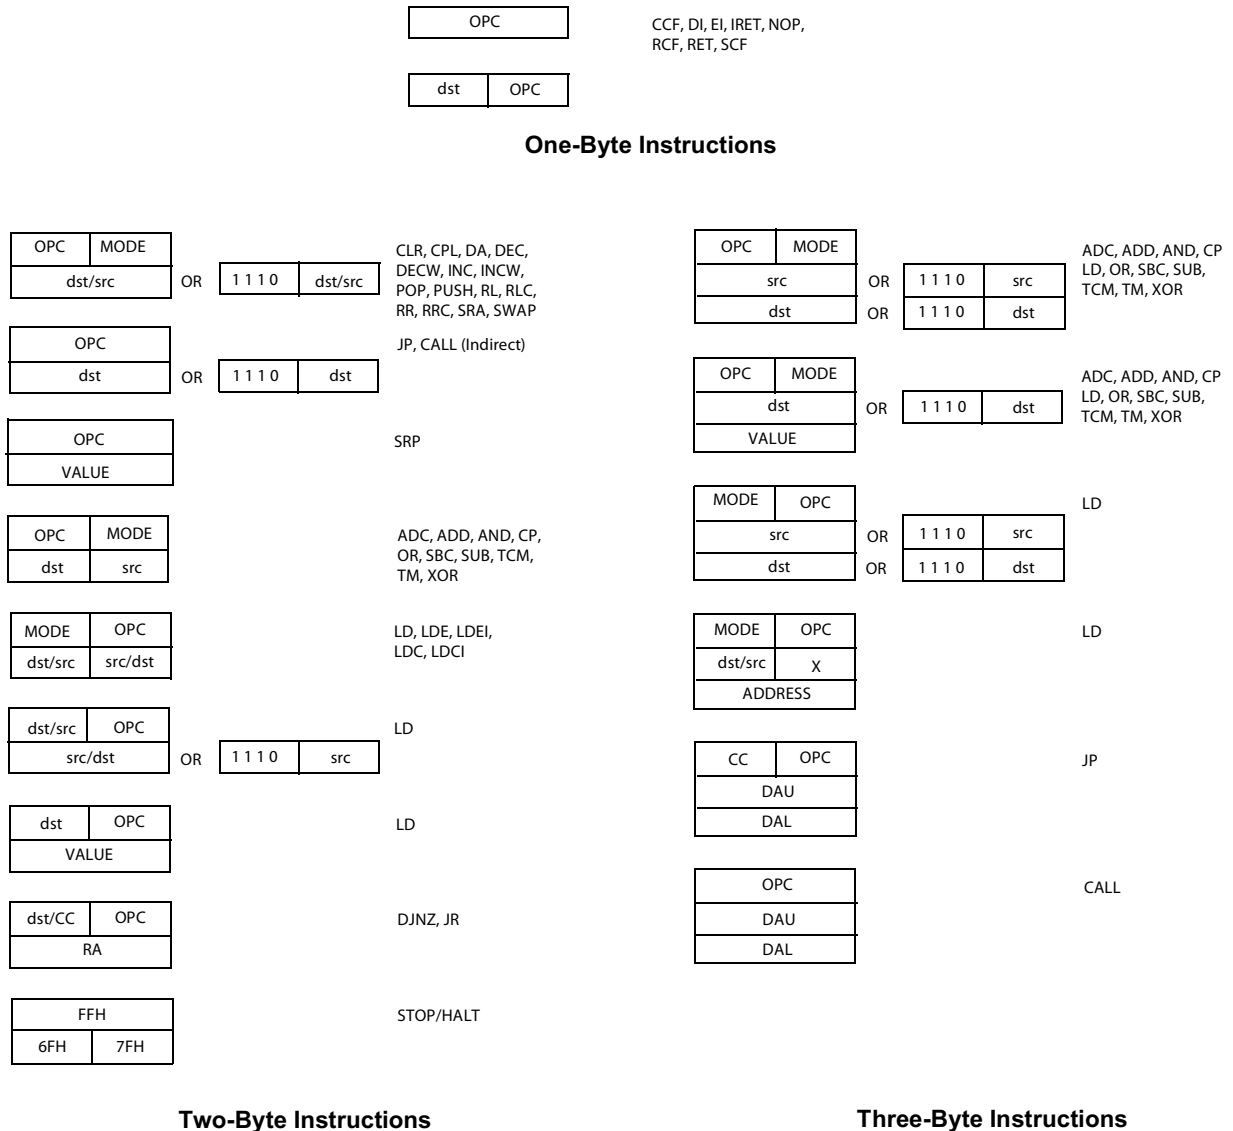 OPC
CCF, DI, EI, IRET, NOP,
RCF, RET, SCF
dst OPC
One-Byte Instructions
OPC MODE
dst/src OR 1 1 1 0 dst/src
CLR, CPL, DA, DEC,
DECW, INC, INCW,
POP, PUSH, RL, RLC,
RR, RRC, SRA, SWAP
OPC
dst OR 1 1 1 0 dst
JP, CALL (Indirect)
OPC
VALUE
SRP
OPC MODE
dst src
ADC, ADD, AND, CP,
OR, SBC, SUB, TCM,
TM, XOR
MODE OPC
dst/src src/dst
LD, LDE, LDEI,
LDC, LDCI
dst/src OPC
src/dst OR 1 1 1 0 src
LD
dst OPC
VALUE
LD
dst/CC OPC
RA
DJNZ, JR
FFH
6FH 7FH
STOP/HALT
Two-Byte Instructions
OPC MODE
src OR 1 1 1 0 src
dst OR 1 1 1 0 dst
ADC, ADD, AND, CP
LD, OR, SBC, SUB,
TCM, TM, XOR
OPC MODE
dst OR 1 1 1 0 dst
VALUE
ADC, ADD, AND, CP
LD, OR, SBC, SUB,
TCM, TM, XOR
MODE OPC
src OR 1 1 1 0 src
dst OR 1 1 1 0 dst
LD
MODE OPC
dst/src X
ADDRESS
LD
CC OPC
DAU
DAL
JP
OPC
DAU
DAL
CALL
Three-Byte Instructions